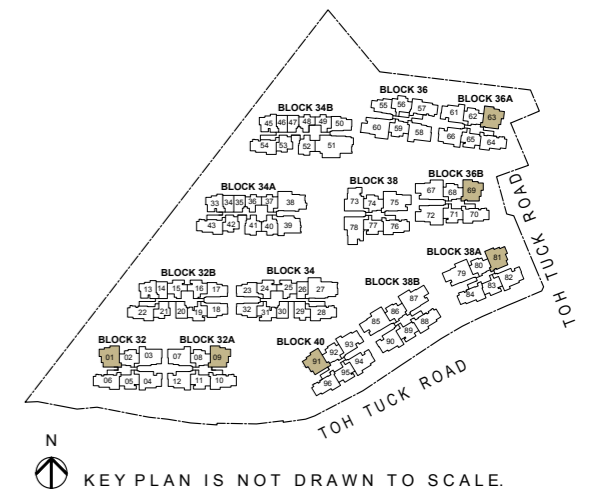 BLOCK 36
BLOCK 36A
55 56 57
61 62 63
60 59 58
66 65 64
BLOCK 34B
45 46 47 48 49 50
54 53 52 51
BLOCK 36B
67 68 69
72 71 70
BLOCK 38
73 74 75
78 77 76
BLOCK 34A
33 34 35 36 37 38
43 42 41 40 39
TOH TUCK ROAD
BLOCK 38A
79 80 81
84 83 82
BLOCK 32B
13 14 15 16 17
22 21 20 19 18
BLOCK 34
23 24 25 26 27
32 31 30 29 28
BLOCK 38B
85 86 87
90 89 88
BLOCK 32
01 02 03
06 05 04
BLOCK 32A
07 08 09
12 11 10
BLOCK 40
91 92 93
96 95 94
TOH TUCK ROAD
N
KEY PLAN IS NOT DRAWN TO SCALE.